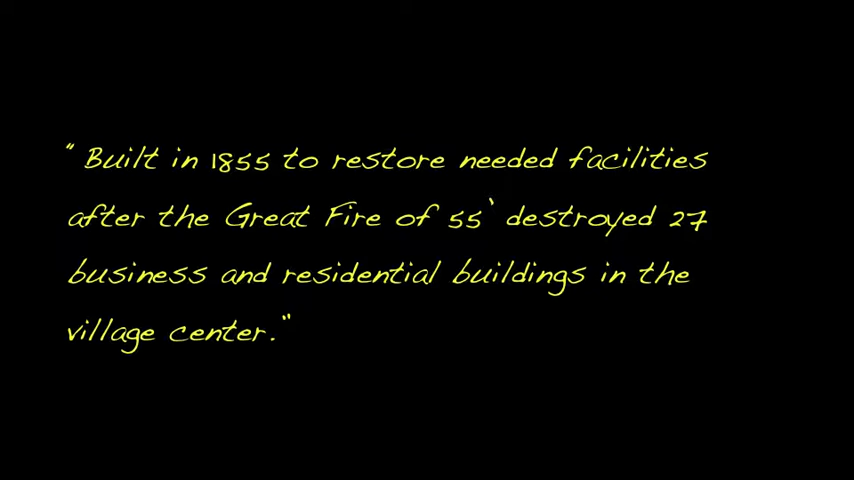 "Built in 1855 to restore needed facilities
after the Great Fire of 55` destroyed 27
business and residential buildings in the
village center."